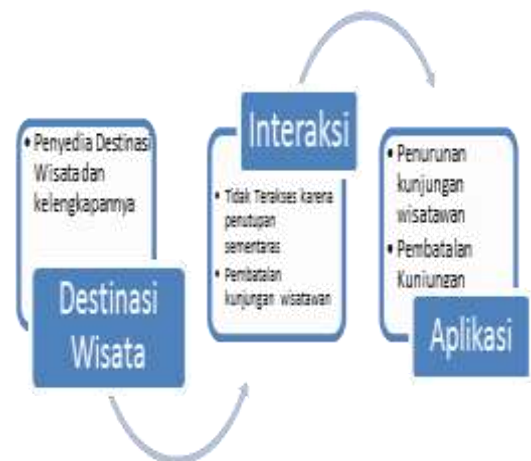 • Penyedia Destinasi
Wisata dan
kelengkapannya
Destinasi
Wisata
Interaksi
• Tidak Terakses karena
penutupan
sementaras
• Pembatalan
kunjungan wisatawan
• Penurunan
kunjungan
wisatawan
• Pembatalan
Kunjungan
Aplikasi